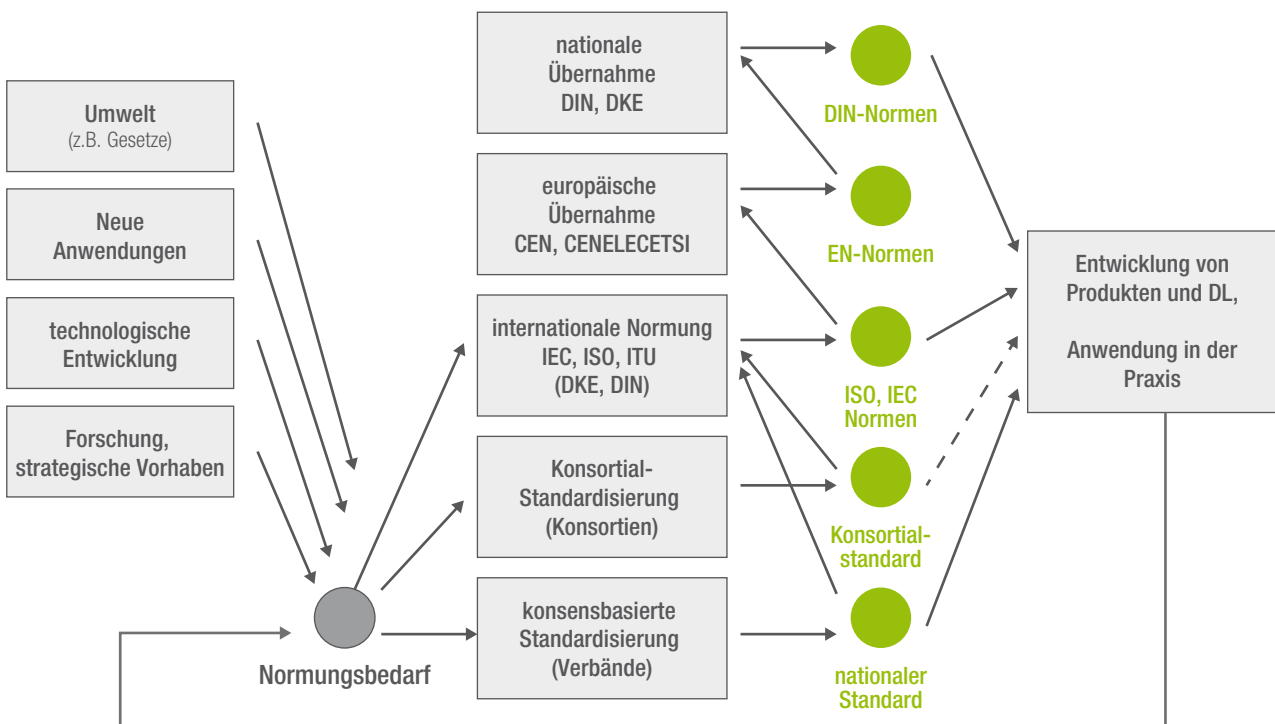 Umwelt
(z.B. Gesetze)
Neue
Anwendungen
technologische
Entwicklung
Forschung,
strategische Vorhaben
Normungsbedarf
nationale
Übernahme
DIN, DKE
europäische
Übernahme
CEN, CENELECETSI
internationale Normung
IEC, ISO, ITU
(DKE, DIN)
Konsortial-
Standardisierung
(Konsortien)
konsensbasierte
Standardisierung
(Verbände)
DIN-Normen
EN-Normen
ISO, IEC
Normen
Konsortial-
standard
nationaler
Standard
Entwicklung von
Produkten und DL,
Anwendung in der
Praxis